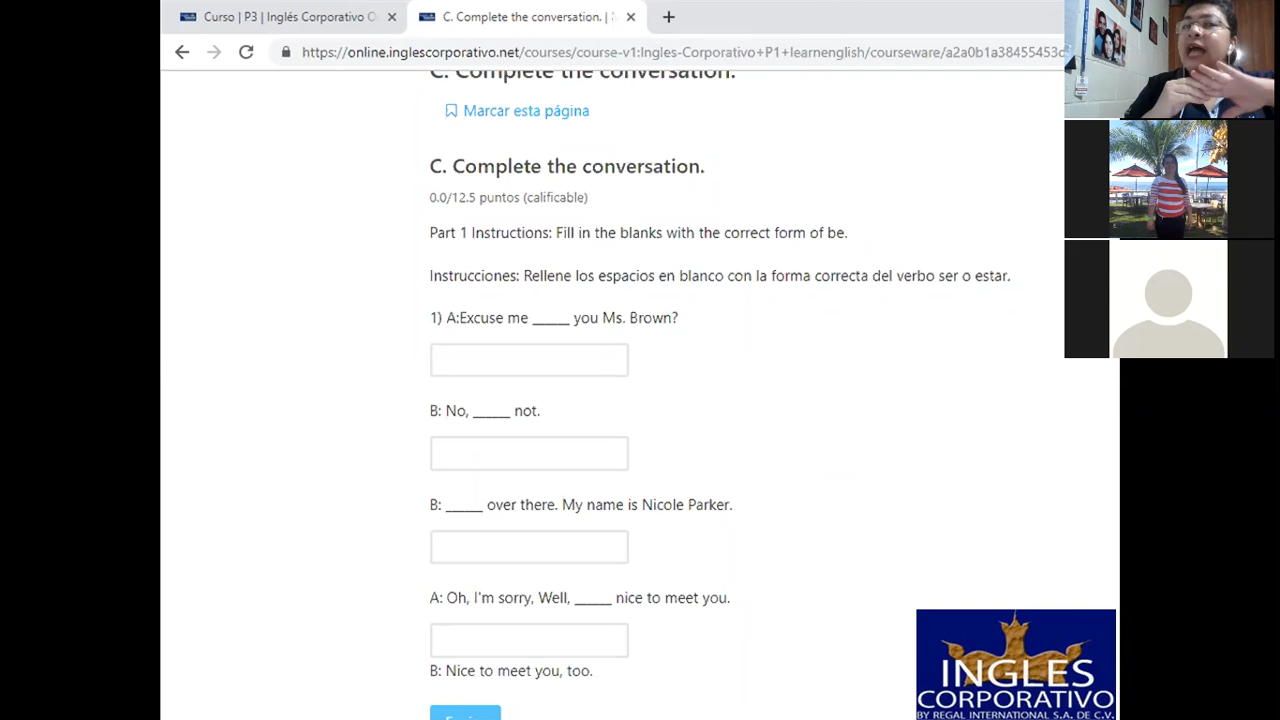 Curso | P3 | Inglés Corporativo O
C. Complete the conversation. |
https://online.inglescorporativo.net/courses/course-v1:Ingles-Corporativo+P1+learnenglish/courseware/a2a0b1a38455453d
C. Complete the conversation.
Marcar esta página
C. Complete the conversation.
0.0/12.5 puntos (calificable)
Part 1 Instructions: Fill in the blanks with the correct form of be.
Instrucciones: Rellene los espacios en blanco con la forma correcta del verbo ser o estar.
1) A:Excuse me _____ you Ms. Brown?
B: No, _____ not.
B: _____ over there. My name is Nicole Parker.
A: Oh, I'm sorry, Well, _____ nice to meet you.
B: Nice to meet you, too.
INGLES
CORPORATIVO
BY REGAL INTERNATIONAL S.A. DE C.V.